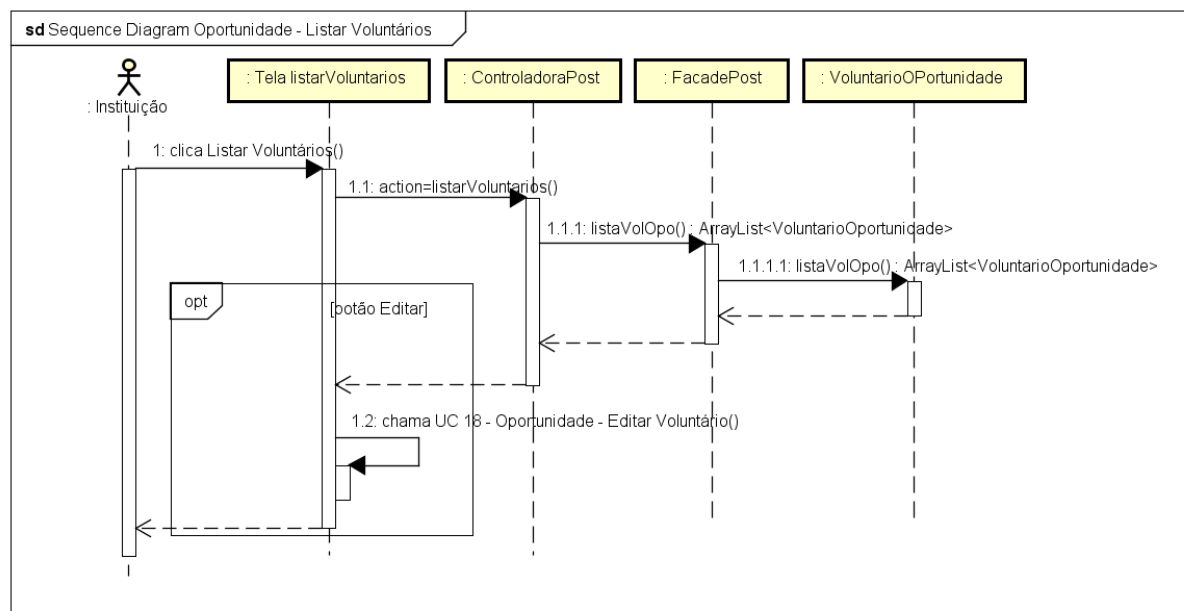 sd Sequence Diagram Oportunidade - Listar Voluntários
: Instituição
: Tela listarVoluntarios
: ControladoraPost
: FacadePost
: VoluntarioOPortunidade
1: clica Listar Voluntários()
1.1: action=listarVoluntarios()
1.1.1: listaVolOpo() : ArrayList<VoluntarioOportunidade>
1.1.1.1: listaVolOpo() : ArrayList<VoluntarioOportunidade>
opt
[botão Editar]
1.2: chama UC 18 - Oportunidade - Editar Voluntário()